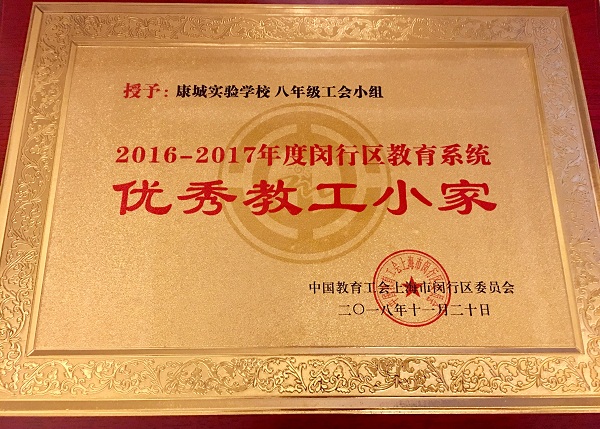 授予：康城实验学校 八年级工会小组
2016-2017年度闵行区教育系统
优秀教工小家
中国教育工会上海市闵行区委员会
二〇一八年十一月二十日